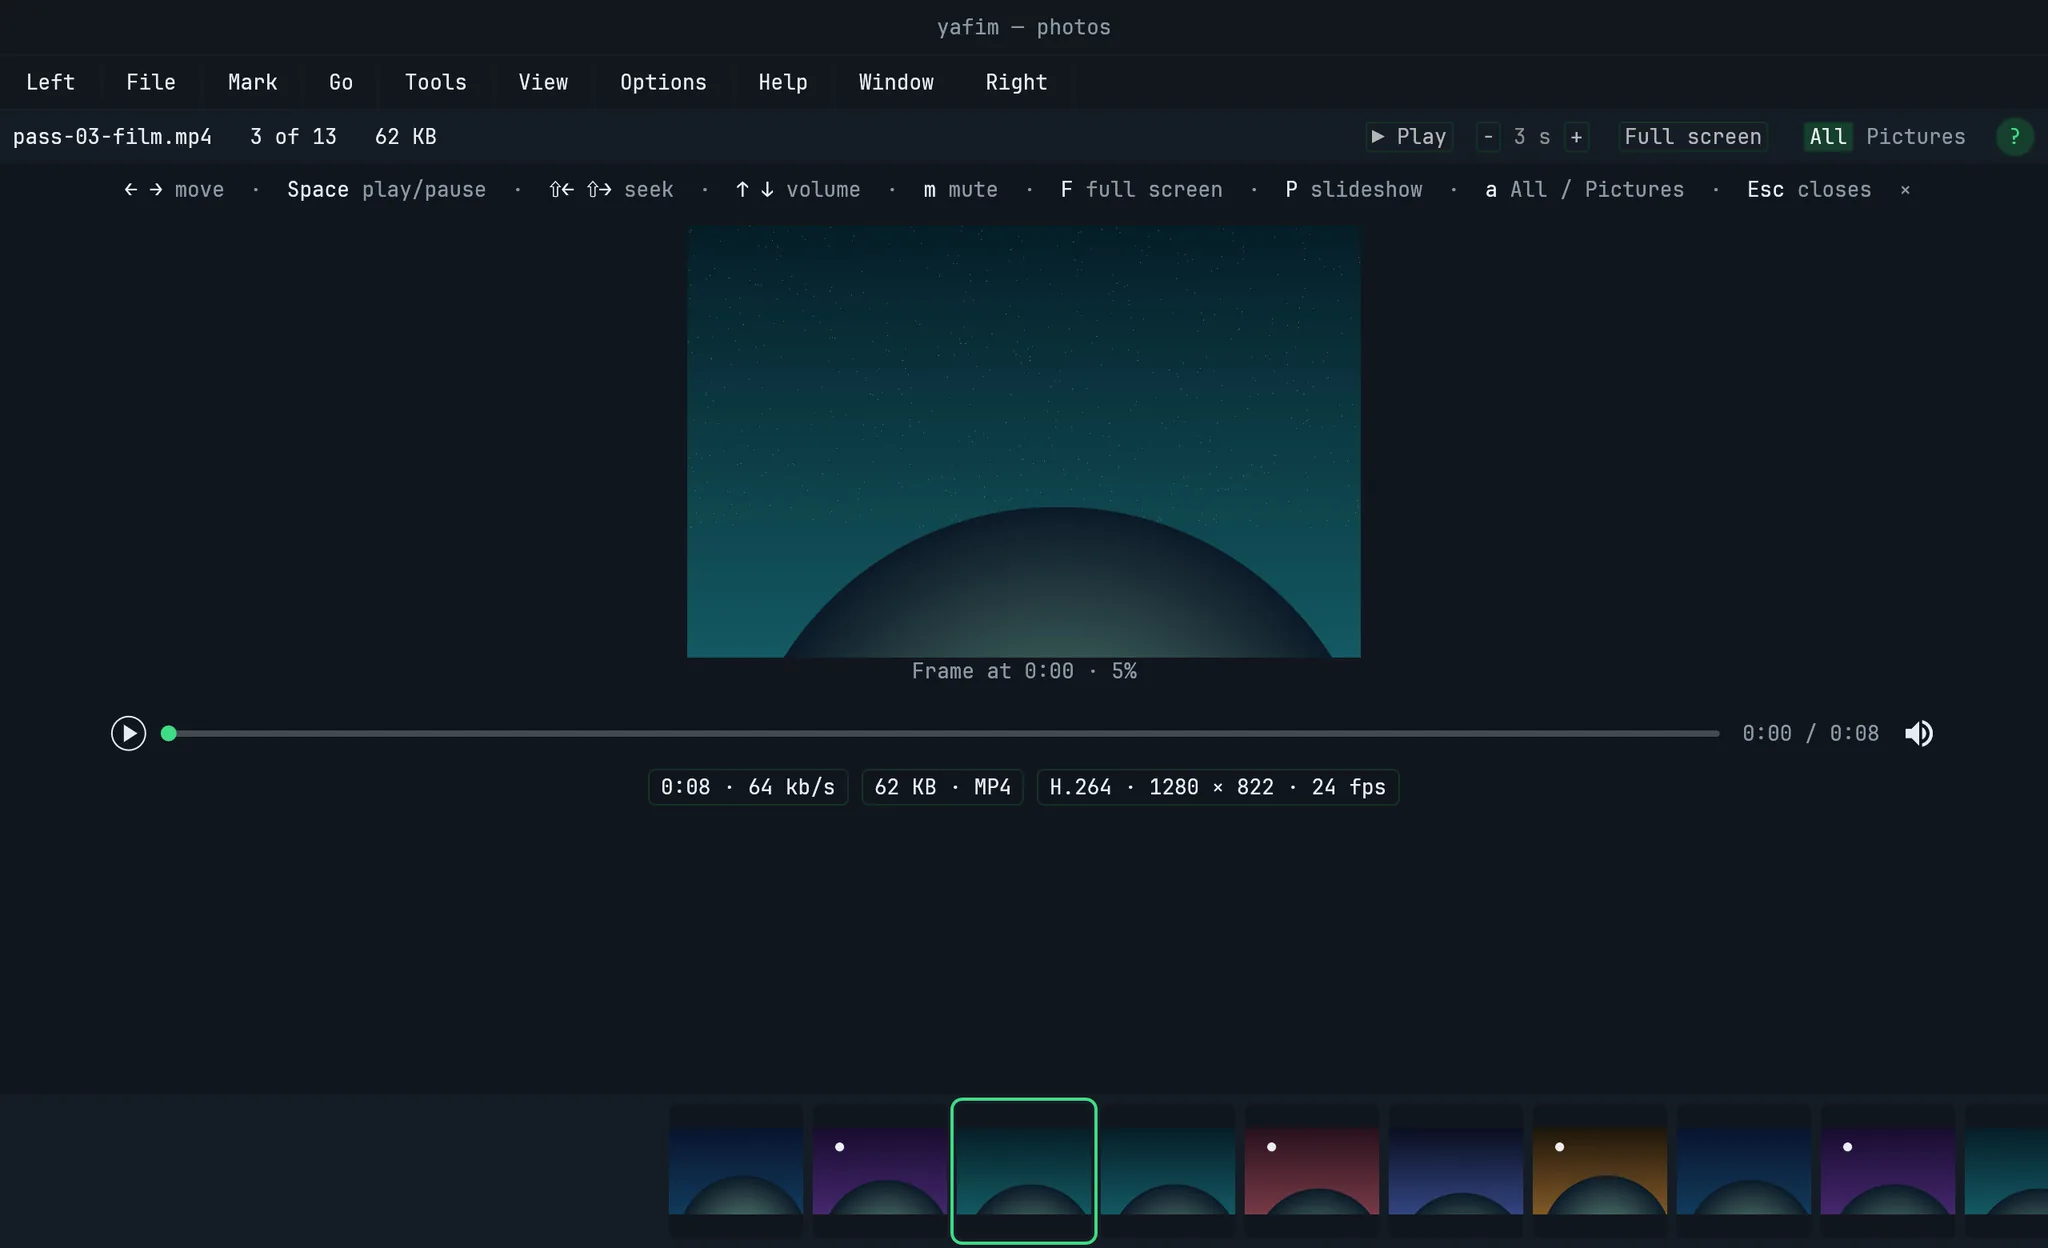 yafim — photos
Left File Mark Go Tools View Options Help Window Right
pass-03-film.mp4 3 of 13 62 KB ▶ Play - 3 s + Full screen All Pictures ?
← → move · Space play/pause · ⇧← ⇧→ seek · ↑ ↓ volume · m mute · F full screen · P slideshow · a All / Pictures · Esc closes ×
Frame at 0:00 · 5%
0:00 / 0:08
0:08 · 64 kb/s 62 KB · MP4 H.264 · 1280 × 822 · 24 fps